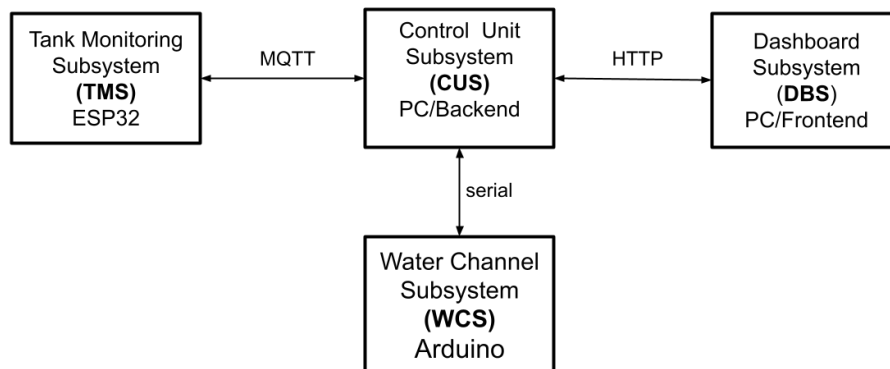 Tank Monitoring
Subsystem
(TMS)
ESP32
MQTT
Control Unit
Subsystem
(CUS)
PC/Backend
HTTP
Dashboard
Subsystem
(DBS)
PC/Frontend
serial
Water Channel
Subsystem
(WCS)
Arduino